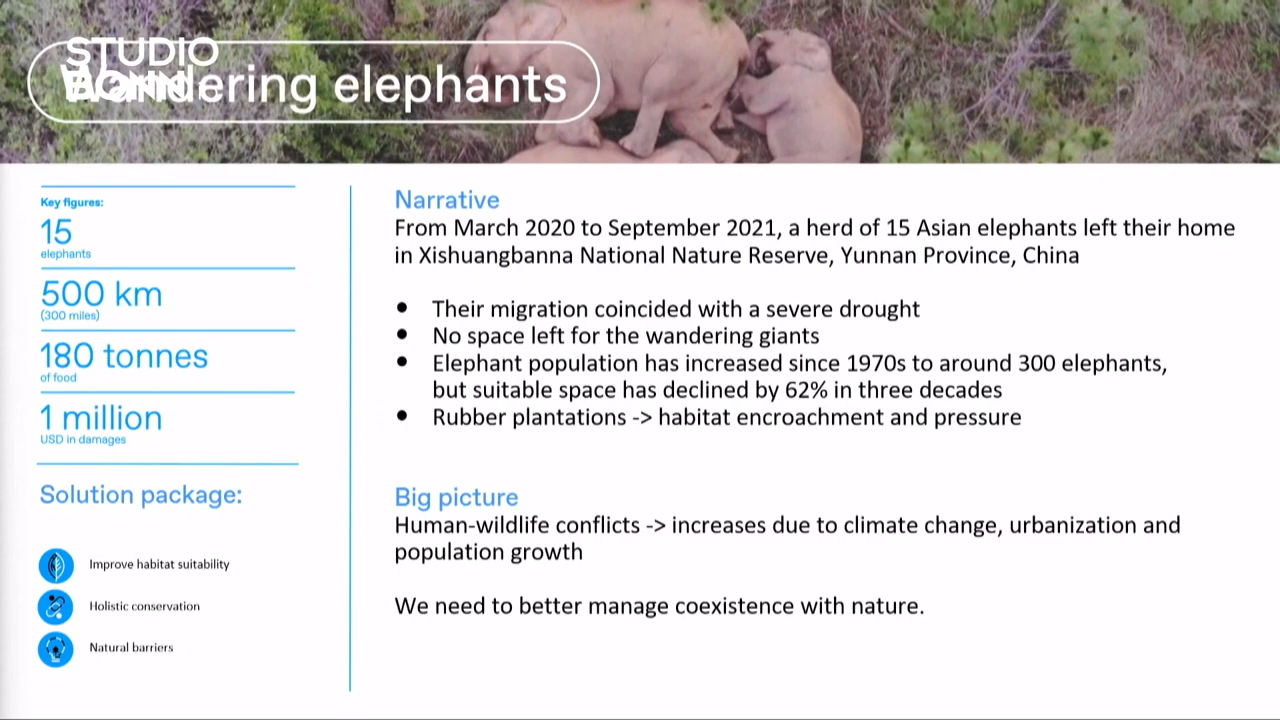 STUDIO
BONN
Wandering elephants
Key figures:
15
elephants
500 km
(300 miles)
180 tonnes
of food
1 million
USD in damages
Solution package:
Improve habitat suitability
Holistic conservation
Natural barriers
Narrative
From March 2020 to September 2021, a herd of 15 Asian elephants left their home
in Xishuangbanna National Nature Reserve, Yunnan Province, China
● Their migration coincided with a severe drought
● No space left for the wandering giants
● Elephant population has increased since 1970s to around 300 elephants,
but suitable space has declined by 62% in three decades
● Rubber plantations -> habitat encroachment and pressure
Big picture
Human-wildlife conflicts -> increases due to climate change, urbanization and
population growth
We need to better manage coexistence with nature.